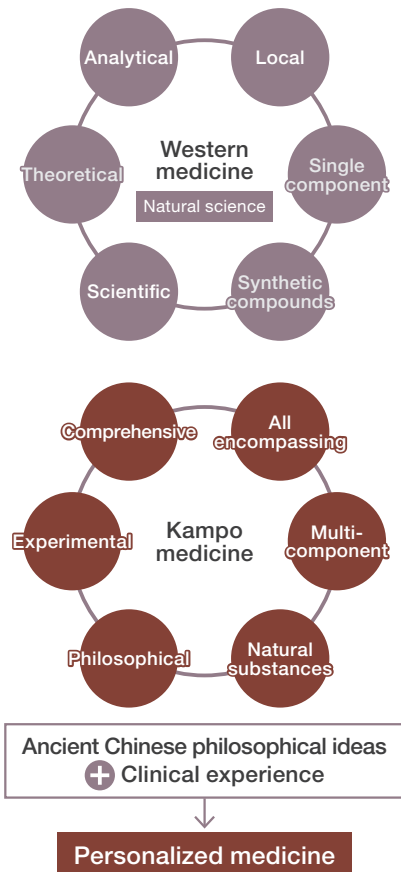 Analytical
Local
Theoretical
Western
medicine
Natural science
Single
component
Scientific
Synthetic
compounds
Comprehensive
All
encompassing
Experimental
Kampo
medicine
Multi-
component
Philosophical
Natural
substances
Ancient Chinese philosophical ideas
+ Clinical experience
Personalized medicine